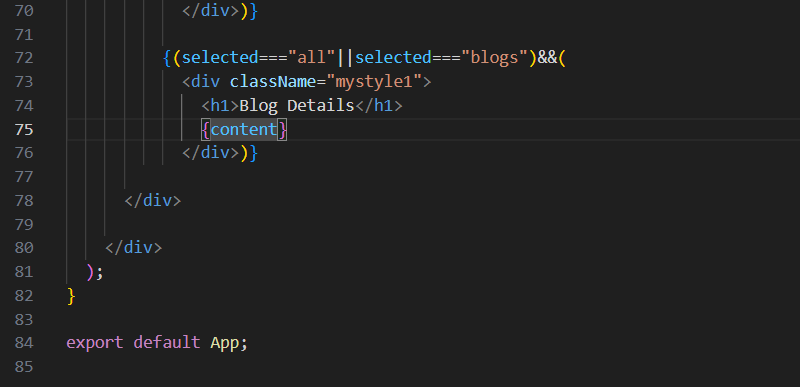 70 </div>)}
71
72 {(selected==="all"||selected==="blogs")&&(
73 <div className="mystyle1">
74 <h1>Blog Details</h1>
75 {content}
76 </div>)}
77
78 </div>
79
80 </div>
81 );
82 }
83
84 export default App;
85